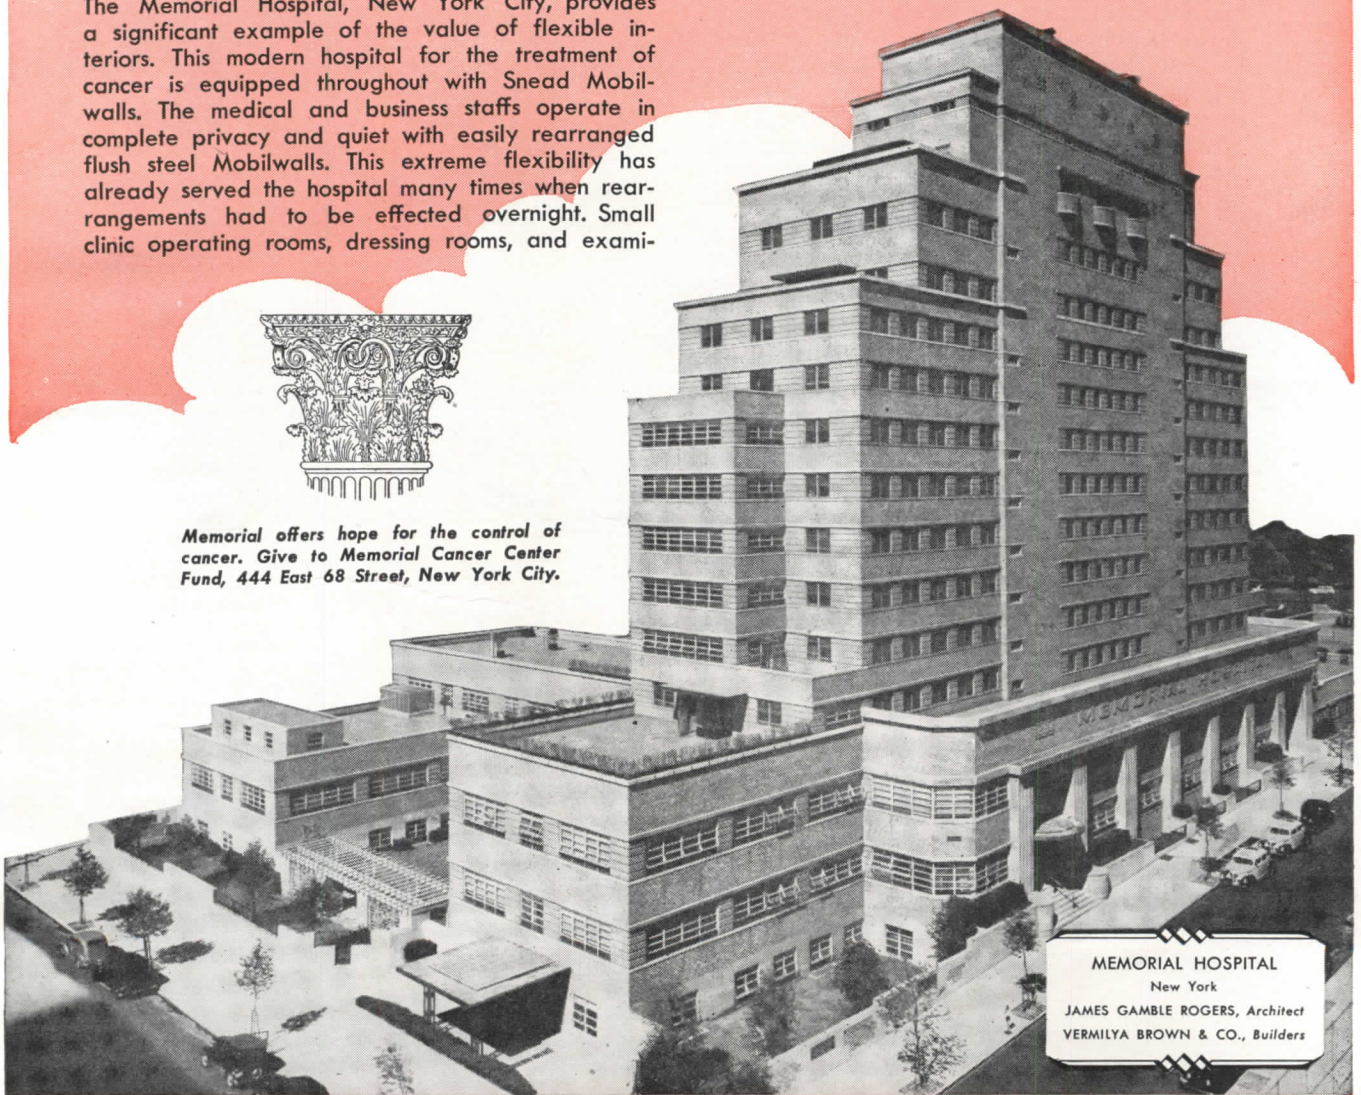 The Memorial Hospital, New York City, provides
a significant example of the value of flexible in-
teriors. This modern hospital for the treatment of
cancer is equipped throughout with Snead Mobil-
walls. The medical and business staffs operate in
complete privacy and quiet with easily rearranged
flush steel Mobilwalls. This extreme flexibility has
already served the hospital many times when rear-
rangements had to be effected overnight. Small
clinic operating rooms, dressing rooms, and exami-
Memorial offers hope for the control of
cancer. Give to Memorial Cancer Center
Fund, 444 East 68 Street, New York City.
MEMORIAL HOSPITAL
MEMORIAL HOSPITAL
New York
JAMES GAMBLE ROGERS, Architect
VERMILYA BROWN & CO., Builders